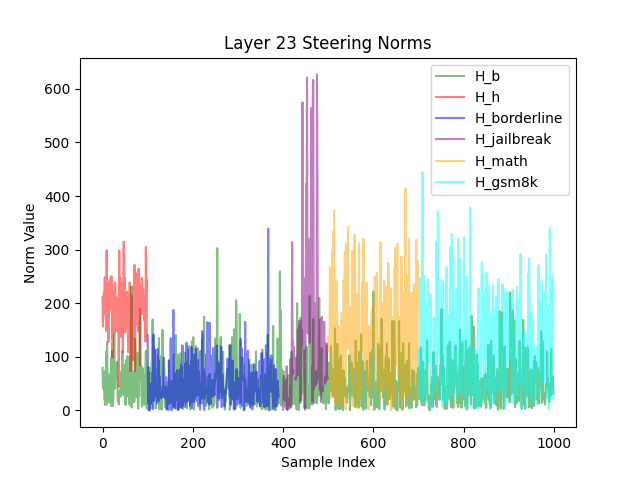 Layer 23 Steering Norms
H_b
H_h
H_borderline
H_jailbreak
H_math
H_gsm8k
Norm Value
600
500
400
300
200
100
0
0 200 400 600 800 1000
Sample Index